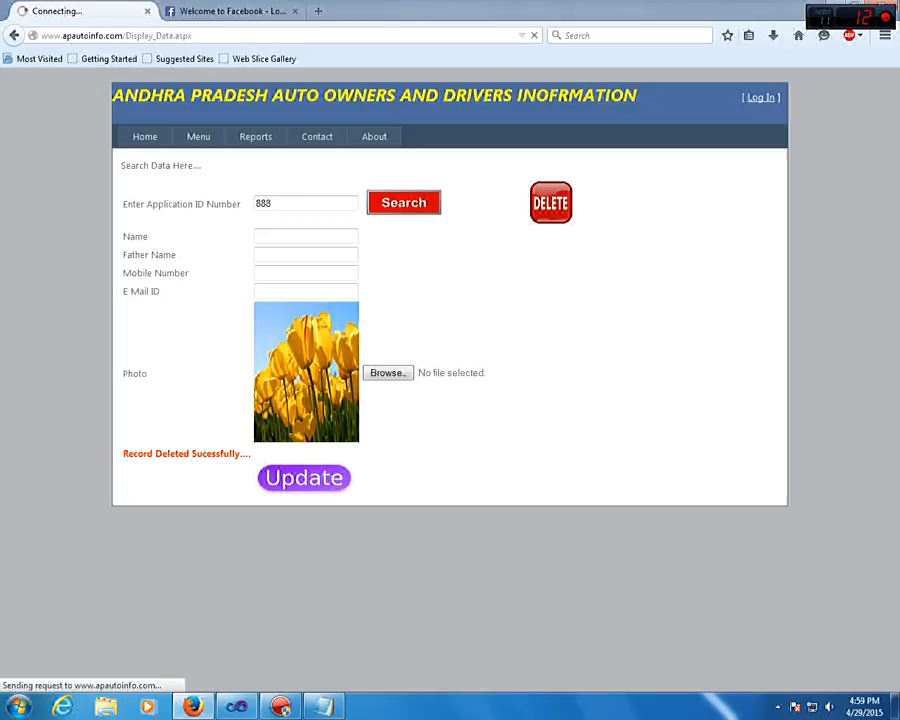 Connecting...
Welcome to Facebook - Lo...
www.apautoinfo.com/Display_Data.aspx
Search
Most Visited
Getting Started
Suggested Sites
Web Slice Gallery
ANDHRA PRADESH AUTO OWNERS AND DRIVERS INOFRMATION
[ Log In ]
Home
Menu
Reports
Contact
About
Search Data Here....
Enter Application ID Number
888
Search
DELETE
Name
Father Name
Mobile Number
E Mail ID
Photo
Browse..
No file selected.
Record Deleted Sucessfully....
Update
Sending request to www.apautoinfo.com...
4:59 PM
4/29/2015